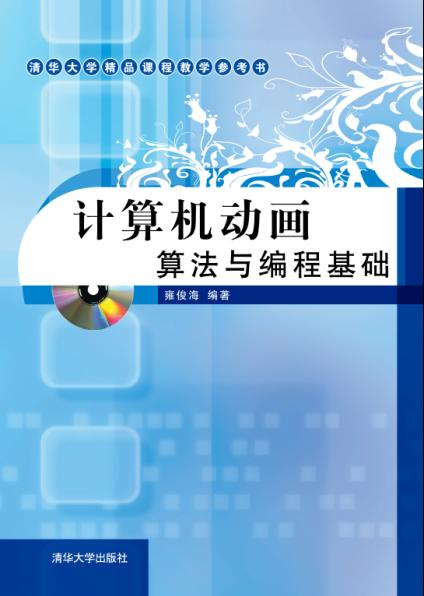 清华大学精品课程教学参考书
计算机动画
算法与编程基础
雍俊海 编著
清华大学出版社